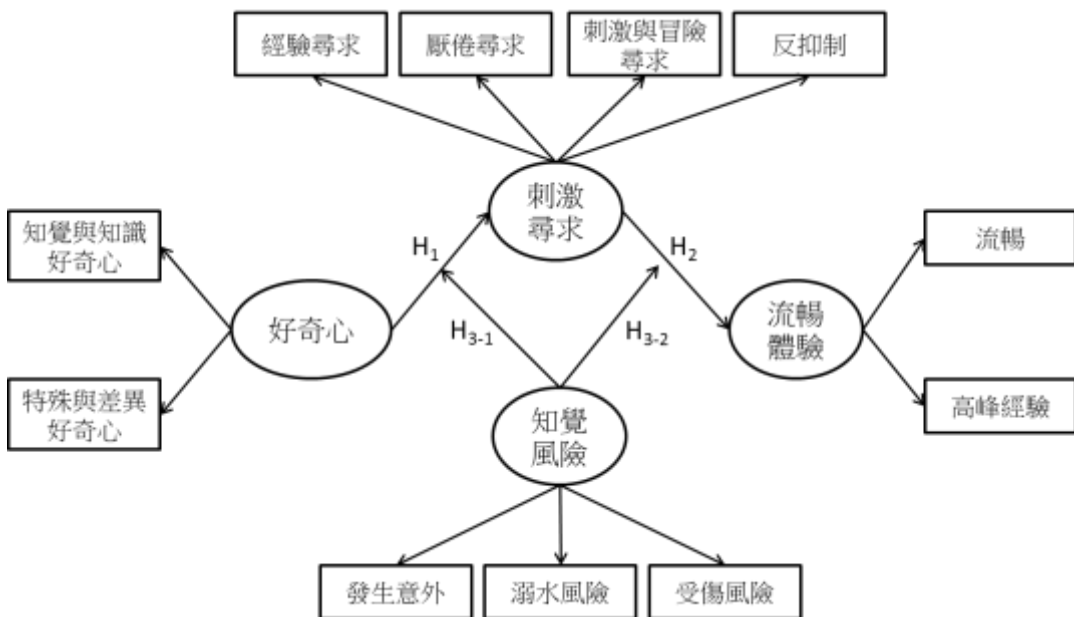 經驗尋求
厭倦尋求
刺激與冒險
尋求
反抑制
刺激
尋求
知覺與知識
好奇心
流暢
H₁
H₂
好奇心
H₃₋₁
H₃₋₂
流暢
體驗
特殊與差異
好奇心
知覺
風險
高峰經驗
發生意外
溺水風險
受傷風險